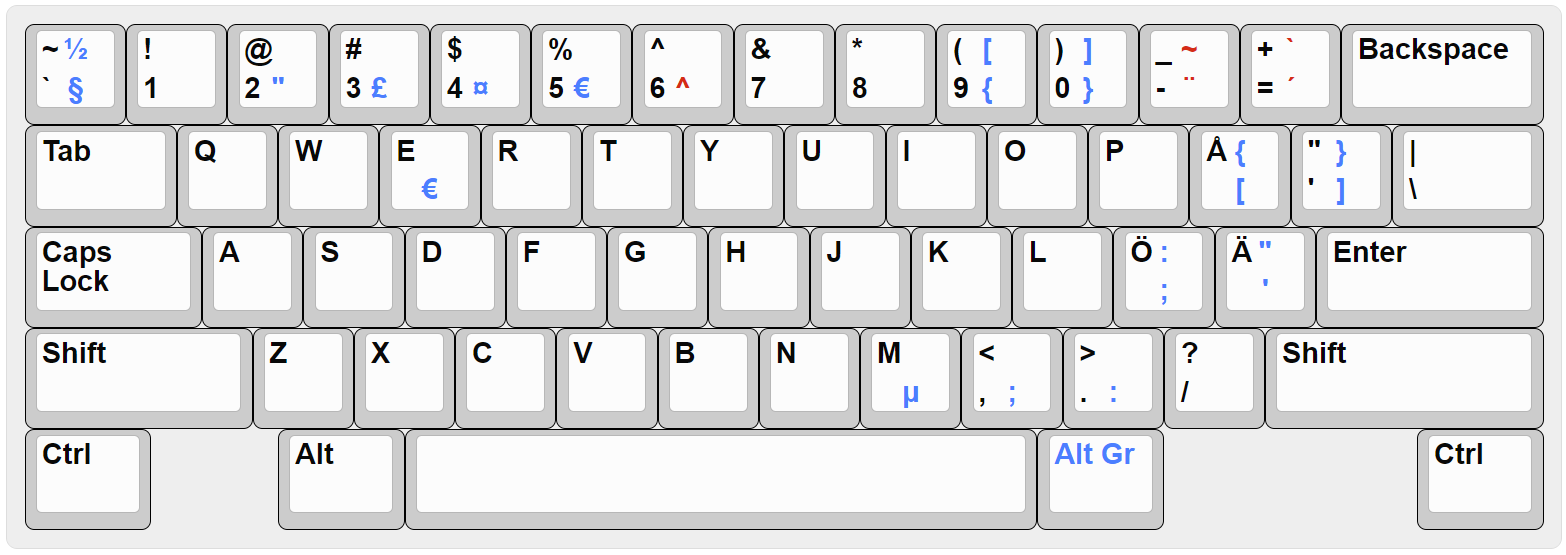 ~ ½ ! @ # $ % ^ & * ( [ ) ] _ ~ + ` Backspace
` § 1 2 " 3 £ 4 ¤ 5 € 6 ^ 7 8 9 { 0 } - ¨ = ´
Tab Q W E R T Y U I O P Å { " } |
€ [ ' ] \
Caps A S D F G H J K L Ö : Ä " Enter
Lock ; '
Shift Z X C V B N M < > ? Shift
µ , ; . : /
Ctrl Alt Alt Gr Ctrl